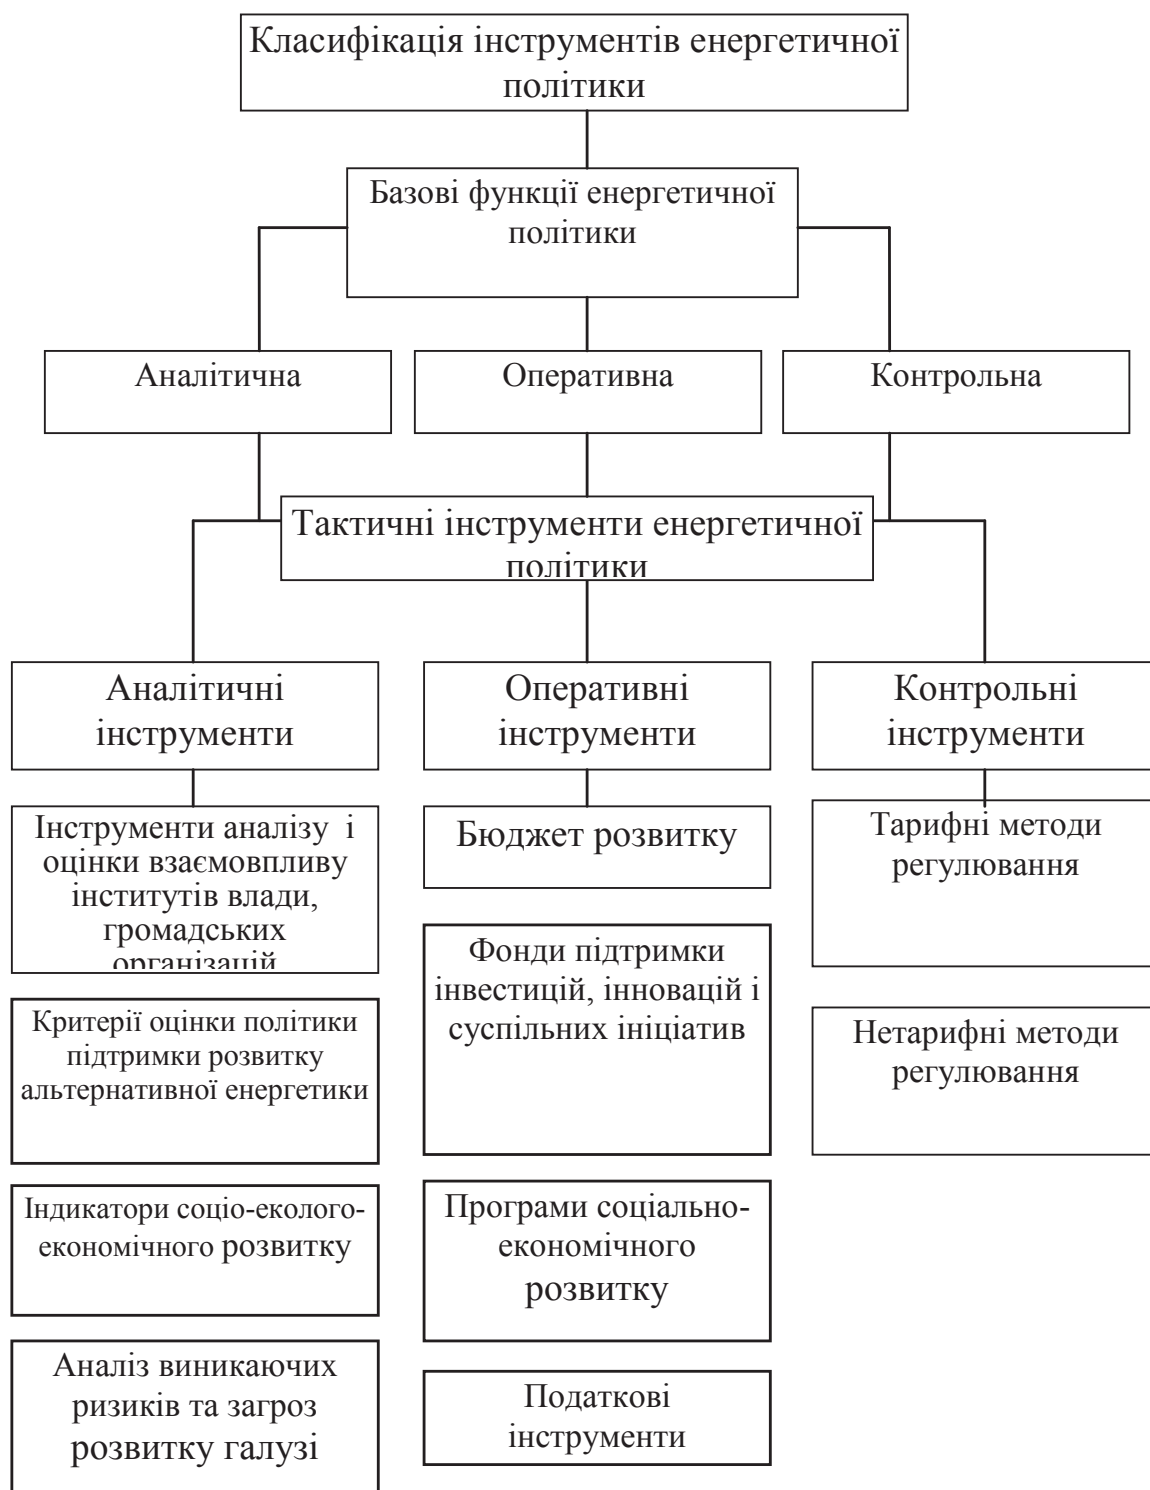 Класифікація інструментів енергетичної
політики
Базові функції енергетичної
політики
Аналітична
Оперативна
Контрольна
Тактичні інструменти енергетичної
політики
Аналітичні
інструменти
Оперативні
інструменти
Контрольні
інструменти
Інструменти аналізу і
оцінки взаємовпливу
інститутів влади,
громадських
організацій
Критерії оцінки політики
підтримки розвитку
альтернативної енергетики
Індикатори соціо-еколого-
економічного розвитку
Аналіз виникаючих
ризиків та загроз
розвитку галузі
Бюджет розвитку
Фонди підтримки
інвестицій, інновацій і
суспільних ініціатив
Програми соціально-
економічного
розвитку
Податкові
інструменти
Тарифні методи
регулювання
Нетарифні методи
регулювання